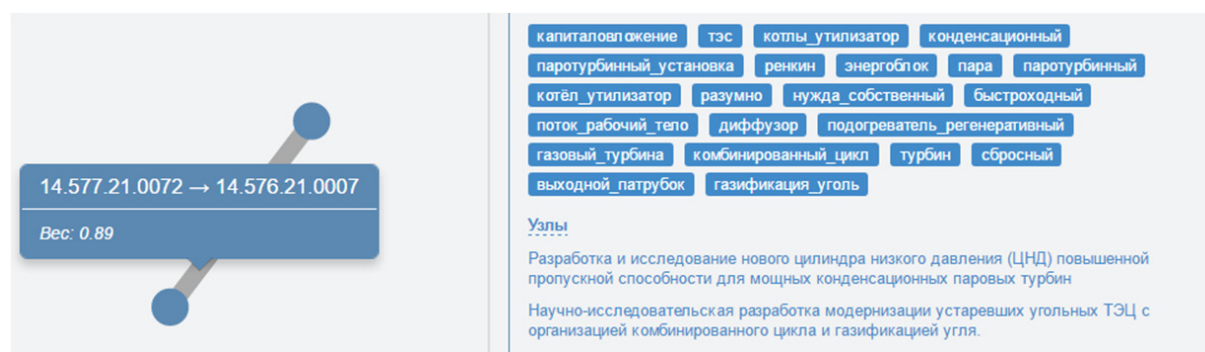 14.577.21.0072 → 14.576.21.0007
Вес: 0.89
капиталовложение тэс котлы_утилизатор конденсационный
паротурбинный_установка ренкин энергоблок пара паротурбинный
котёл_утилизатор разумно нужда_собственный быстроходный
поток_рабочий_тело диффузор подогреватель_регенеративный
газовый_турбина комбинированный_цикл турбин сбросный
выходной_патрубок газификация_уголь
Узлы
Разработка и исследование нового цилиндра низкого давления (ЦНД) повышенной
пропускной способности для мощных конденсационных паровых турбин
Научно-исследовательская разработка модернизации устаревших угольных ТЭЦ с
организацией комбинированного цикла и газификацией угля.